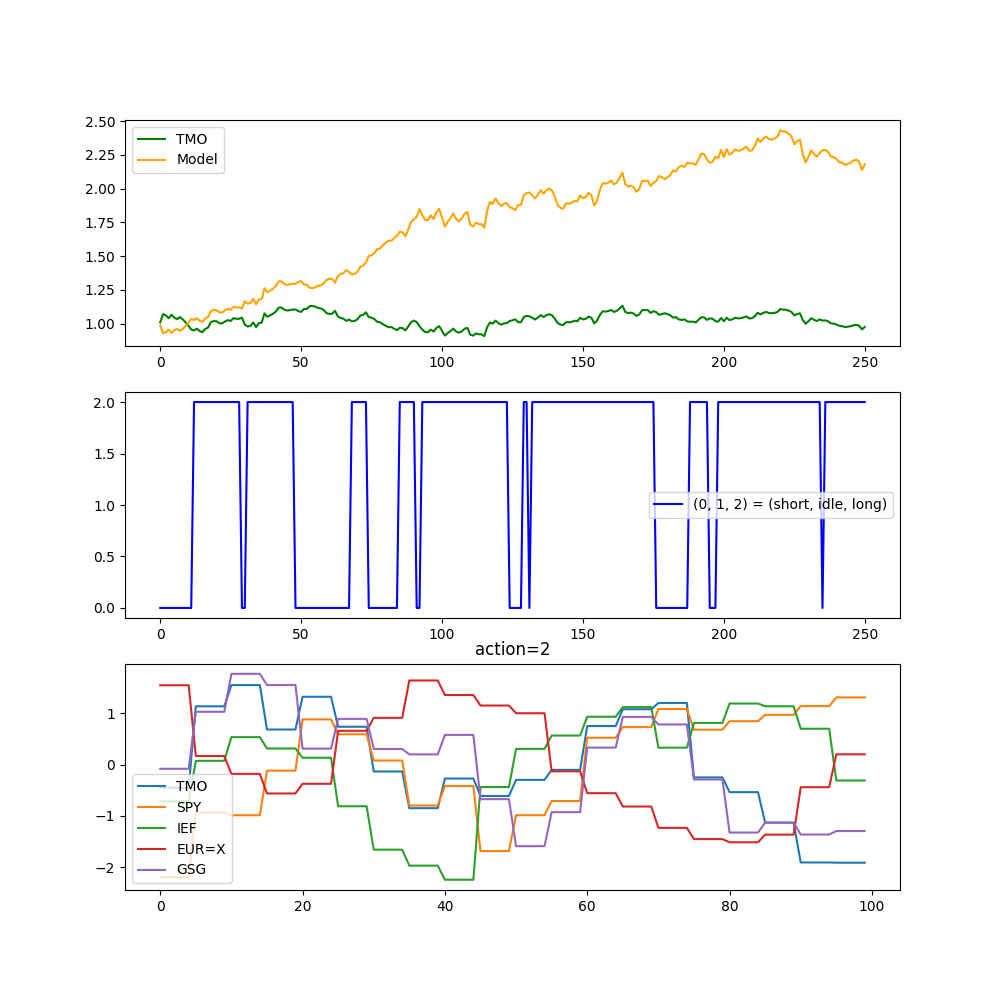 2.50
2.25
2.00
1.75
1.50
1.25
1.00
TMO
Model
0 50 100 150 200 250
2.0
1.5
1.0
0.5
0.0
(0, 1, 2) = (short, idle, long)
0 50 100 150 200 250
action=2
1
0
−1
−2
TMO
SPY
IEF
EUR=X
GSG
0 20 40 60 80 100